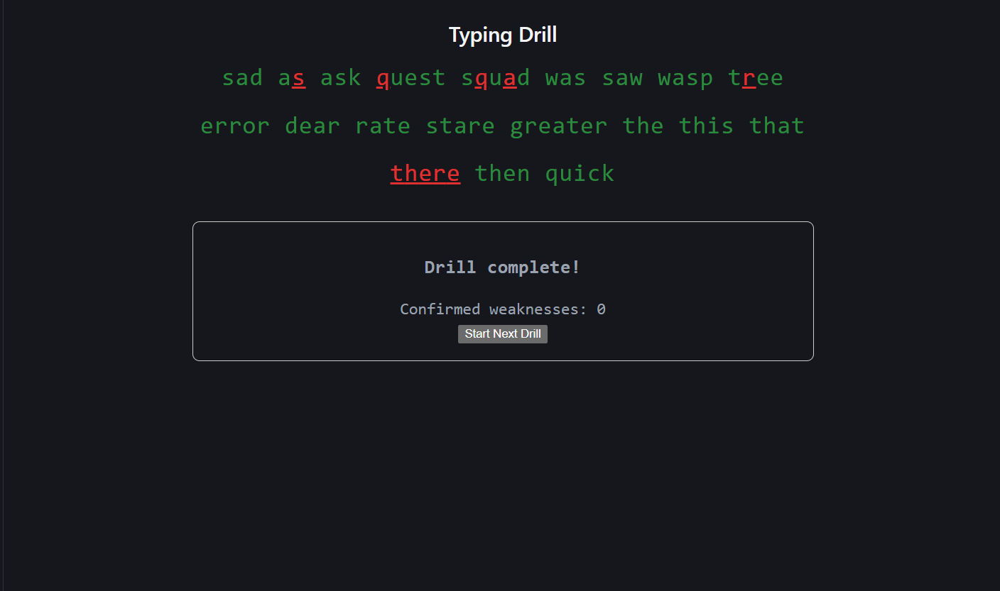 Typing Drill
sad as ask quest squad was saw wasp tree
error dear rate stare greater the this that
there then quick
Drill complete!
Confirmed weaknesses: 0
Start Next Drill